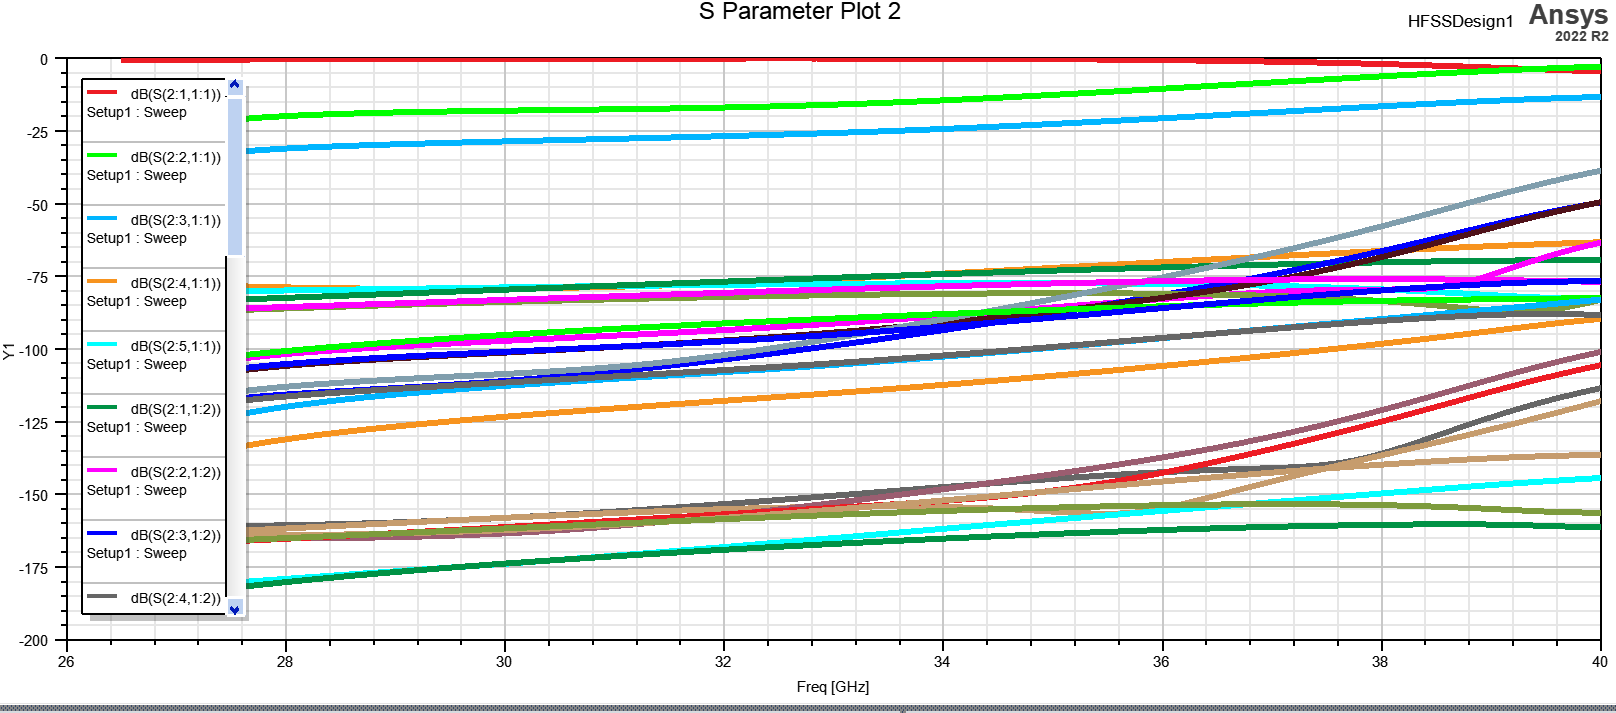 S Parameter Plot 2
HFSSDesign1
Ansys
2022 R2
0
-25
-50
-75
-100
-125
-150
-175
-200
Y1
dB(S(2:1,1:1))
Setup1 : Sweep
dB(S(2:2,1:1))
Setup1 : Sweep
dB(S(2:3,1:1))
Setup1 : Sweep
dB(S(2:4,1:1))
Setup1 : Sweep
dB(S(2:5,1:1))
Setup1 : Sweep
dB(S(2:1,1:2))
Setup1 : Sweep
dB(S(2:2,1:2))
Setup1 : Sweep
dB(S(2:3,1:2))
Setup1 : Sweep
dB(S(2:4,1:2))
26 28 30 32 34 36 38 40
Freq [GHz]